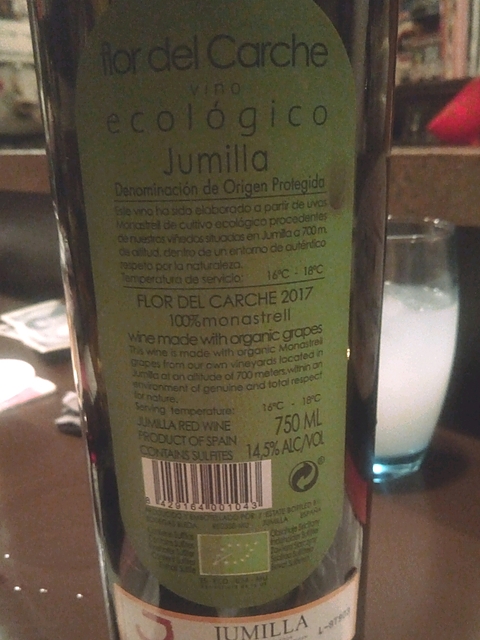 flor del Carche
vino
ecológico
Jumilla
Denominación de Origen Protegida
Este vino ha sido elaborado a partir de uvas
Monastrell de cultivo ecológico procedentes
de nuestros viñedos situados en Jumilla a 700 m.
de altitud, dentro de un entorno de auténtico
respeto por la naturaleza.
Temperatura de servicio: 16ºC - 18ºC
FLOR DEL CARCHE 2017
100% monastrell
wine made with organic grapes
This wine is made with organic Monastrell
grapes from our own vineyards located in
Jumilla at an altitude of 700 meters, within an
environment of genuine and total respect
for nature.
Serving temperature: 16ºC - 18ºC
JUMILLA RED WINE 750 ML
PRODUCT OF SPAIN 14,5% ALC/VOL
CONTAINS SULFITES
8 429164 001043
JUMILLA